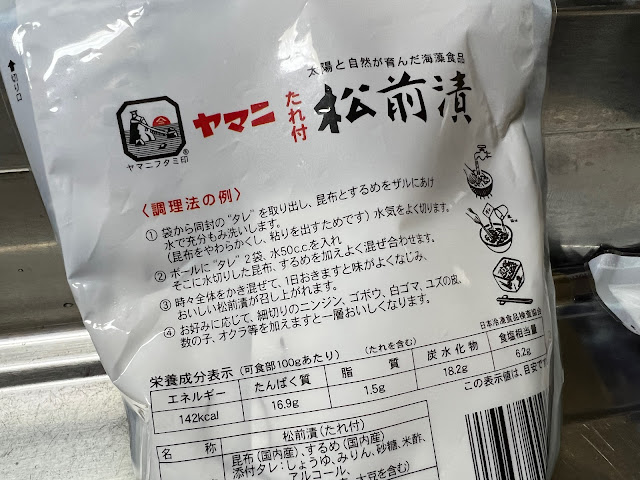 ↑切り口
太陽と自然が育んだ海藻食品
ヤマニ たれ付 松前漬
ヤマニフタミ印
®
〈調理法の例〉
① 袋から同封の"タレ"を取り出し、昆布とするめをザルにあけ
水で充分もみ洗いします。
(昆布をやわらかくし、粘りを出すためです)水気をよく切ります。
② ボールに"タレ"2袋、水50c.cを入れ
そこに水切りした昆布、するめを加えよく混ぜ合わせます。
③ 時々全体をかき混ぜて、1日おきますと味がよくなじみ、
おいしい松前漬が召し上がれます。
④ お好みに応じて、細切りのニンジン、ゴボウ、白ゴマ、ユズの皮、
数の子、オクラ等を加えますと一層おいしくなります。
日本冷凍食品検査協会
栄養成分表示(可食部100gあたり) (たれを含む)
エネルギー たんぱく質 脂質 炭水化物 食塩相当量
142kcal 16.9g 1.5g 18.2g 6.2g
この表示値は、目安です
名称 松前漬(たれ付)
昆布(国内産)、するめ(国内産)
添付タレ:しょうゆ、みりん、砂糖、米酢、
アルコール、
大豆を含む)